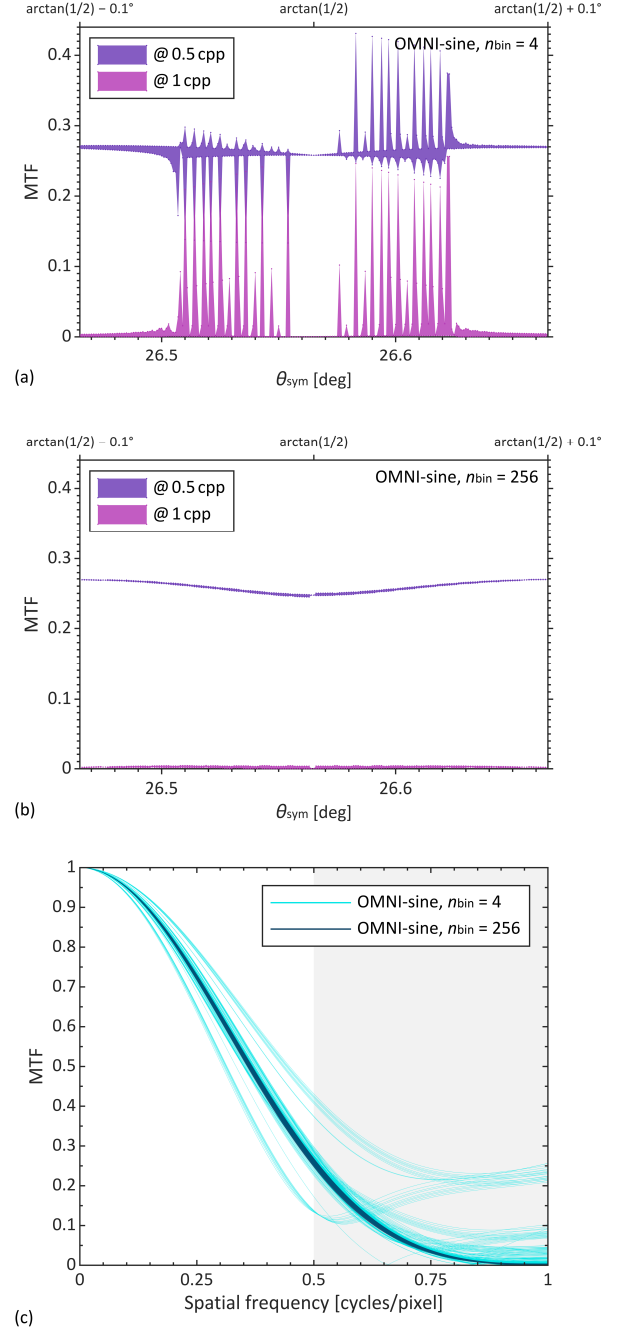 arctan(1/2) − 0.1° arctan(1/2) arctan(1/2) + 0.1°
OMNI-sine, nbin = 4
@ 0.5 cpp
@ 1 cpp
0.4
0.3
0.2
0.1
0
MTF
26.5 26.6
θsym [deg]
(a)
arctan(1/2) − 0.1° arctan(1/2) arctan(1/2) + 0.1°
OMNI-sine, nbin = 256
@ 0.5 cpp
@ 1 cpp
0.4
0.3
0.2
0.1
0
MTF
26.5 26.6
θsym [deg]
(b)
1
0.9
0.8
0.7
0.6
0.5
0.4
0.3
0.2
0.1
0
MTF
OMNI-sine, nbin = 4
OMNI-sine, nbin = 256
0 0.25 0.5 0.75 1
Spatial frequency [cycles/pixel]
(c)